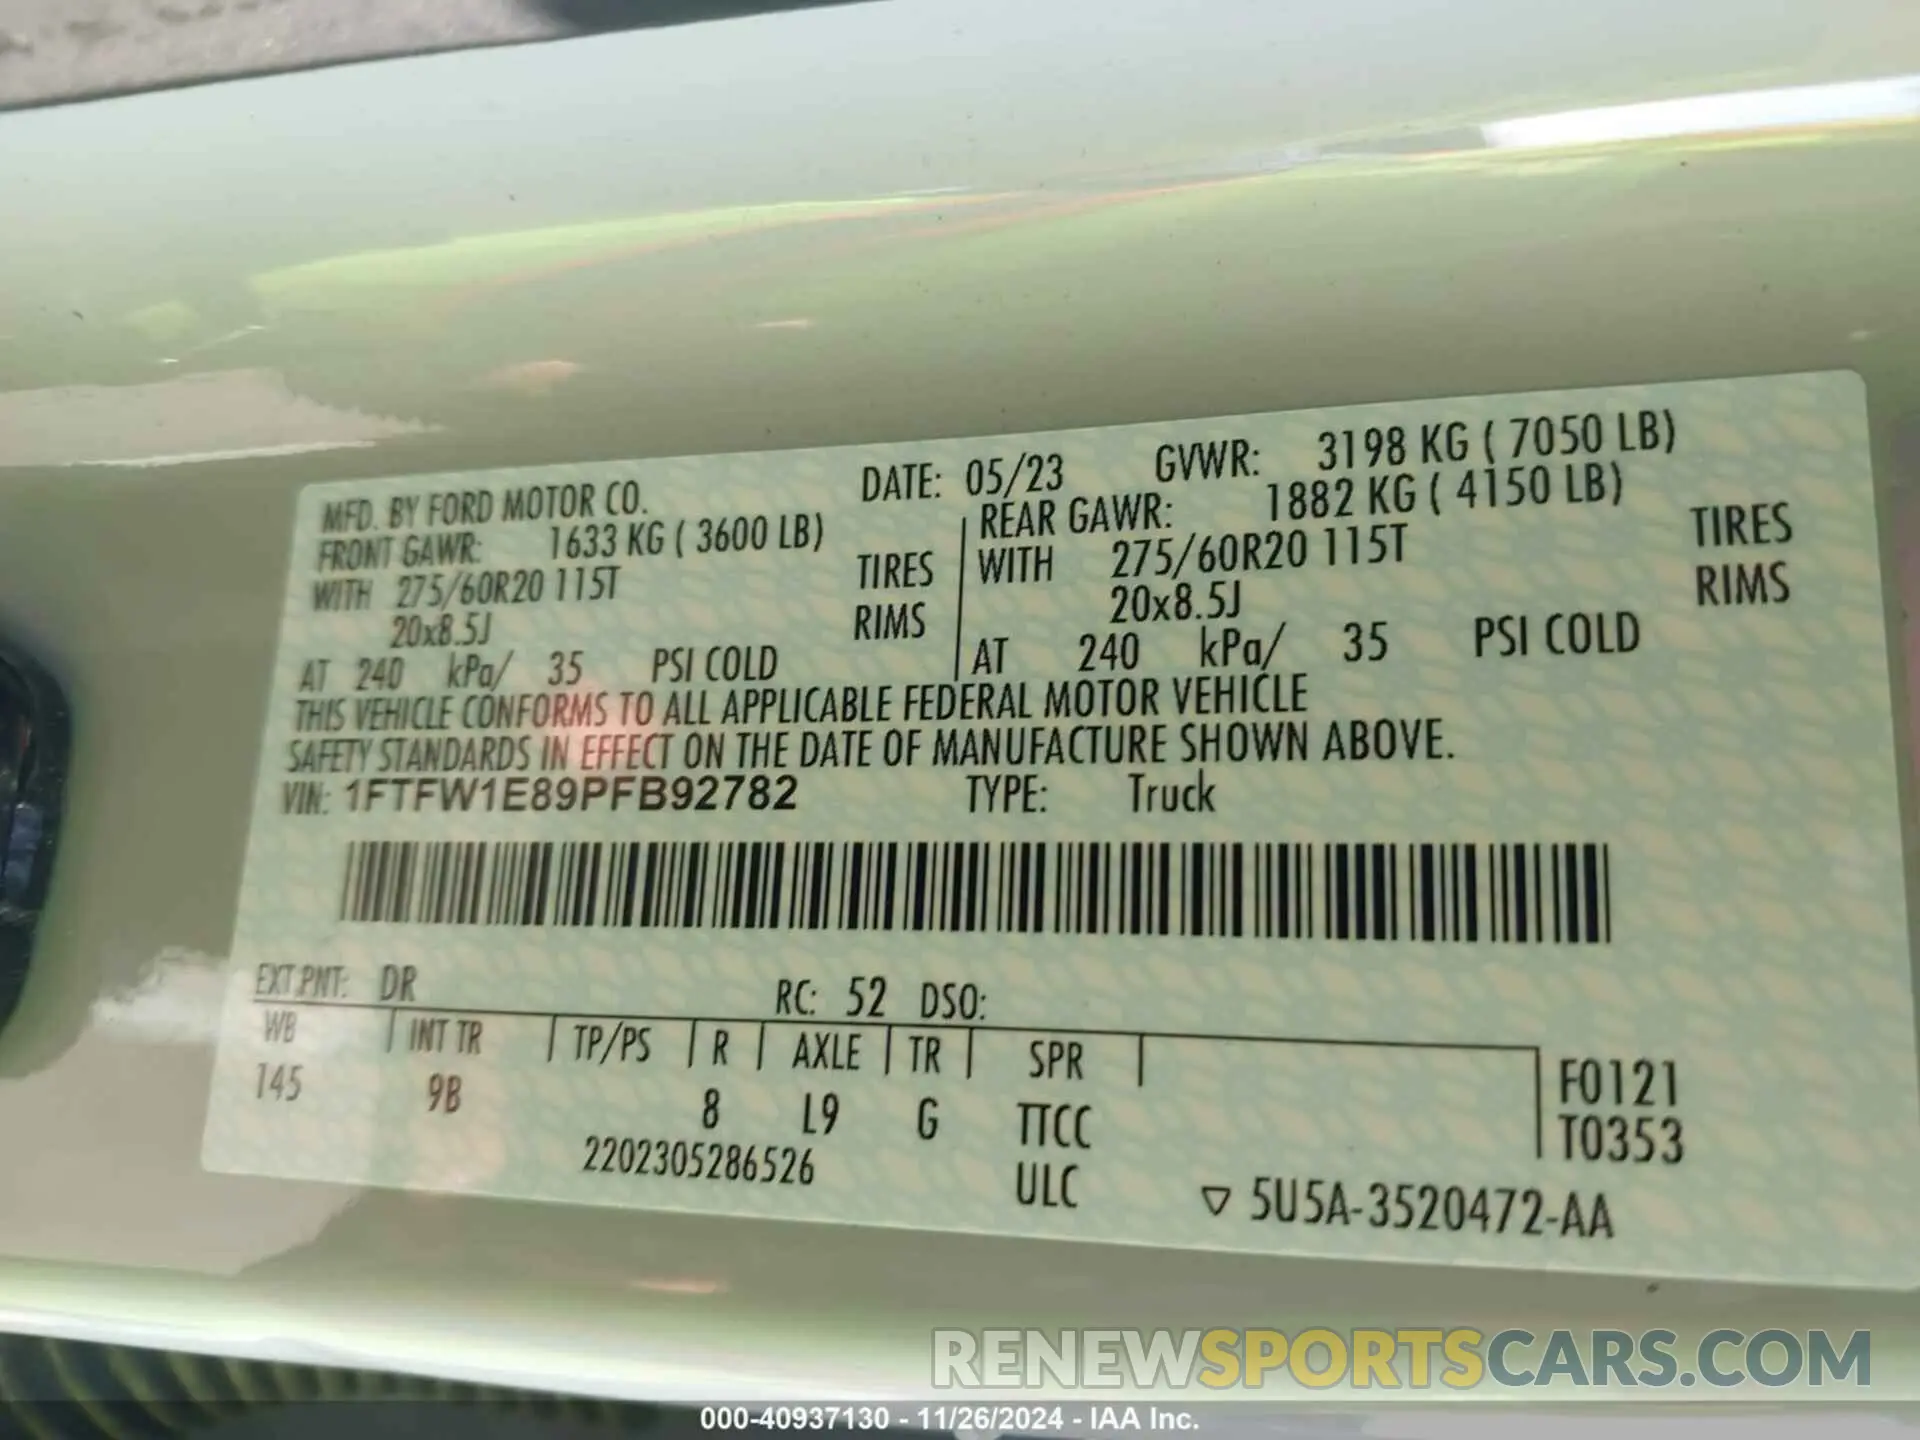 MFD. BY FORD MOTOR CO. DATE: 05/23 GVWR: 3198 KG ( 7050 LB)
FRONT GAWR: 1633 KG ( 3600 LB) REAR GAWR: 1882 KG ( 4150 LB)
WITH 275/60R20 115T TIRES WITH 275/60R20 115T TIRES
20x8.5J RIMS 20x8.5J RIMS
AT 240 kPa/ 35 PSI COLD AT 240 kPa/ 35 PSI COLD
THIS VEHICLE CONFORMS TO ALL APPLICABLE FEDERAL MOTOR VEHICLE
SAFETY STANDARDS IN EFFECT ON THE DATE OF MANUFACTURE SHOWN ABOVE.
VIN: 1FTFW1E89PFB92782 TYPE: Truck
EXT.PNT: DR RC: 52 DSO:
WB INT TR TP/PS R AXLE TR SPR F0121
145 9B 8 L9 G TTCC T0353
2202305286526 ULC ▽ 5U5A-3520472-AA
RENEWSPORTSCARS.COM
000-40937130 - 11/26/2024 - IAA Inc.